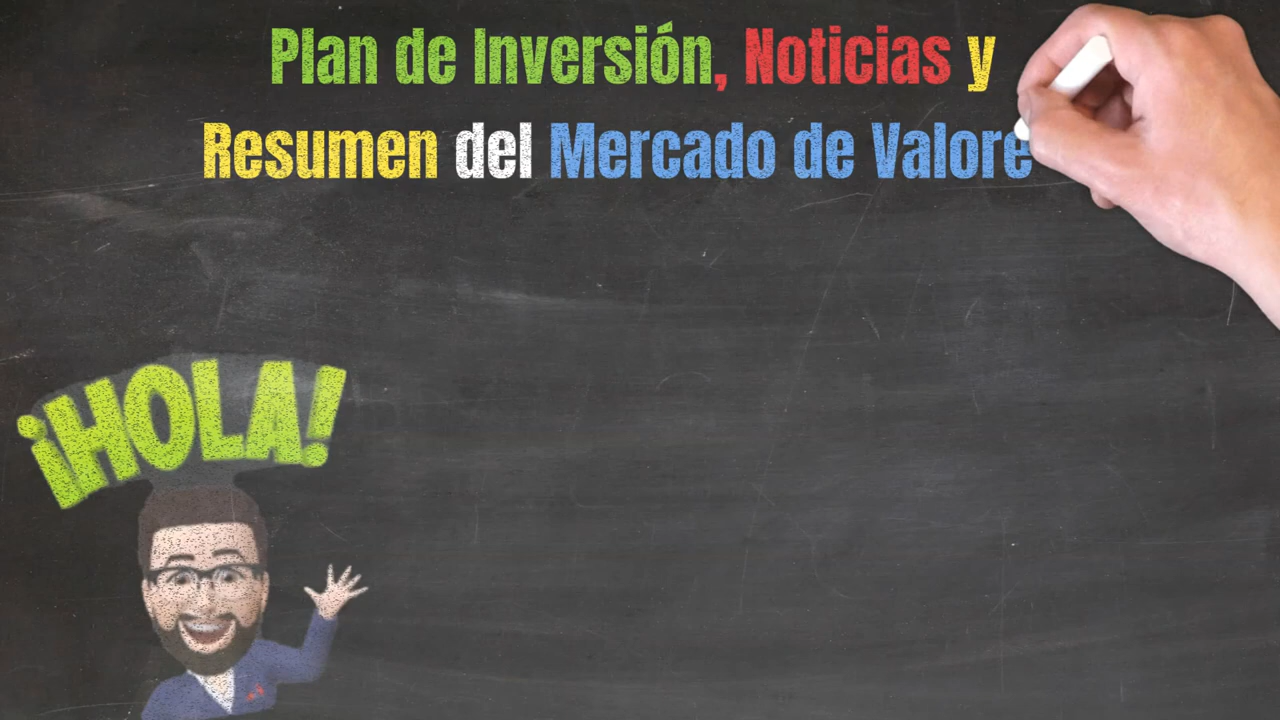 Plan de Inversión, Noticias y
Resumen del Mercado de Valore
¡HOLA!